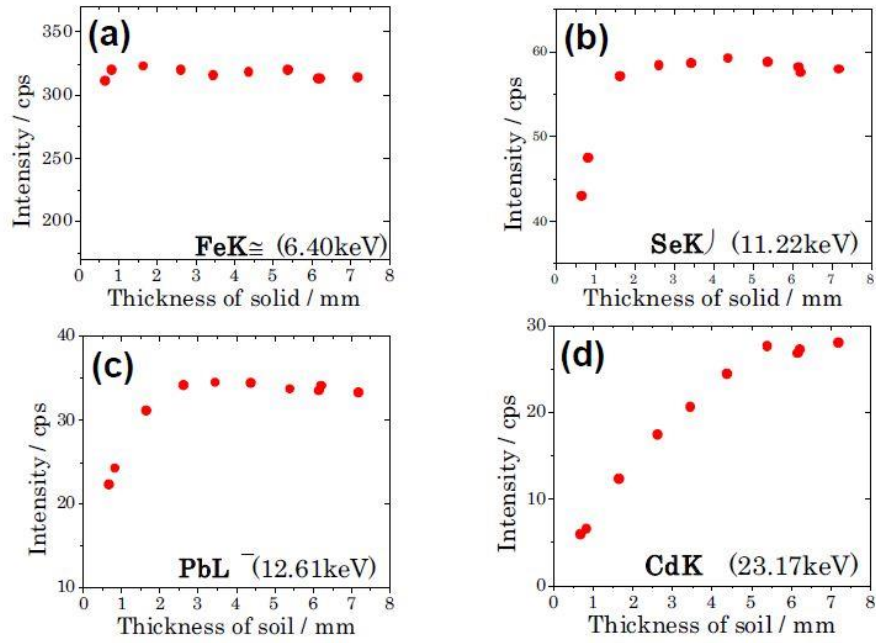 (a)
Intensity / cps
350
300
250
200
FeK≅ (6.40keV)
0 1 2 3 4 5 6 7 8
Thickness of solid / mm
(b)
Intensity / cps
60
50
40
SeK╯ (11.22keV)
0 1 2 3 4 5 6 7 8
Thickness of solid / mm
(c)
Intensity / cps
40
30
20
10
PbL ¯(12.61keV)
0 1 2 3 4 5 6 7 8
Thickness of soil / mm
(d)
Intensity / cps
30
20
10
0
CdK (23.17keV)
0 1 2 3 4 5 6 7 8
Thickness of soil / mm